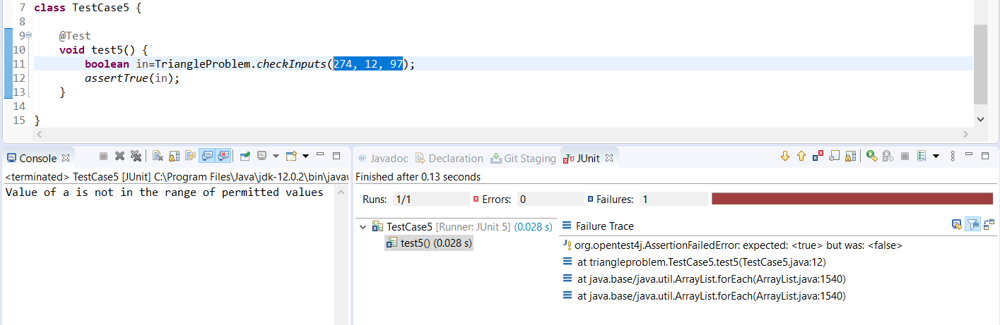 7 class TestCase5 {
8
9 @Test
10 void test5() {
11 boolean in=TriangleProblem.checkInputs(274, 12, 97);
12 assertTrue(in);
13 }
14
15 }
Console
<terminated> TestCase5 [JUnit] C:\Program Files\Java\jdk-12.0.2\bin\java
Value of a is not in the range of permitted values
@ Javadoc Declaration Git Staging JUnit
Finished after 0.13 seconds
Runs: 1/1 Errors: 0 Failures: 1
TestCase5 [Runner: JUnit 5] (0.028 s)
test5() (0.028 s)
Failure Trace
org.opentest4j.AssertionFailedError: expected: <true> but was: <false>
at triangleproblem.TestCase5.test5(TestCase5.java:12)
at java.base/java.util.ArrayList.forEach(ArrayList.java:1540)
at java.base/java.util.ArrayList.forEach(ArrayList.java:1540)